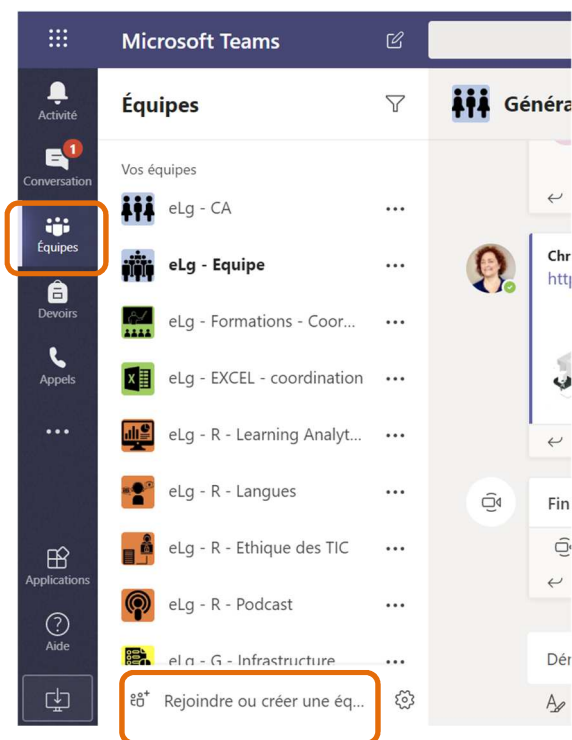 Microsoft Teams
Activité
1
Conversation
Équipes
Devoirs
Appels
Applications
Aide
Équipes
Vos équipes
eLg - CA
eLg - Equipe
eLg - Formations - Coor...
eLg - EXCEL - coordination
eLg - R - Learning Analyt...
eLg - R - Langues
eLg - R - Ethique des TIC
eLg - R - Podcast
eLg - G - Infrastructure
Rejoindre ou créer une éq...
Généra
Chr
http
Fin
Dér